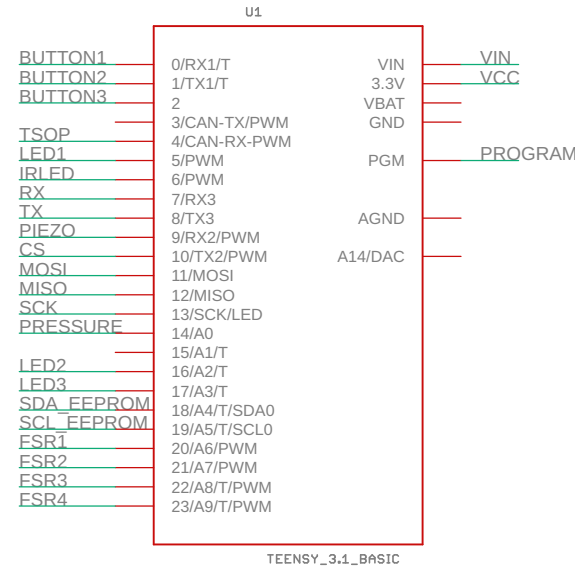 U1
BUTTON1 0/RX1/T VIN VIN
BUTTON2 1/TX1/T 3.3V VCC
BUTTON3 2 VBAT
3/CAN-TX/PWM GND
TSOP 4/CAN-RX-PWM
LED1 5/PWM PGM PROGRAM
IRLED 6/PWM
RX 7/RX3
TX 8/TX3 AGND
PIEZO 9/RX2/PWM
CS 10/TX2/PWM A14/DAC
MOSI 11/MOSI
MISO 12/MISO
SCK 13/SCK/LED
PRESSURE 14/A0
15/A1/T
LED2 16/A2/T
LED3 17/A3/T
SDA_EEPROM 18/A4/T/SDA0
SCL_EEPROM 19/A5/T/SCL0
FSR1 20/A6/PWM
FSR2 21/A7/PWM
FSR3 22/A8/T/PWM
FSR4 23/A9/T/PWM
TEENSY_3.1_BASIC